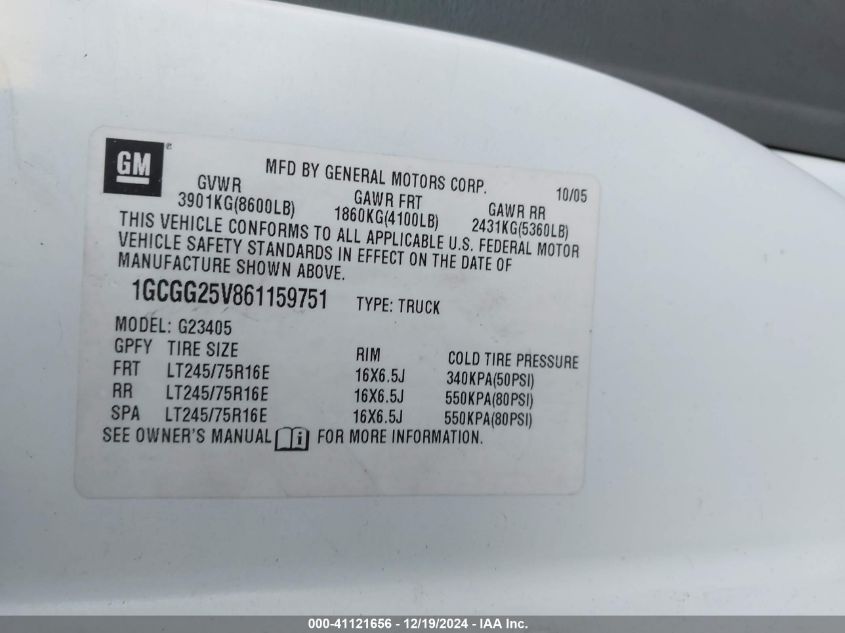 GM
MFD BY GENERAL MOTORS CORP. 10/05
GVWR GAWR FRT GAWR RR
3901KG(8600LB) 1860KG(4100LB) 2431KG(5360LB)
THIS VEHICLE CONFORMS TO ALL APPLICABLE U.S. FEDERAL MOTOR
VEHICLE SAFETY STANDARDS IN EFFECT ON THE DATE OF
MANUFACTURE SHOWN ABOVE.
1GCGG25V861159751 TYPE: TRUCK
MODEL: G23405
GPFY TIRE SIZE RIM COLD TIRE PRESSURE
FRT LT245/75R16E 16X6.5J 340KPA(50PSI)
RR LT245/75R16E 16X6.5J 550KPA(80PSI)
SPA LT245/75R16E 16X6.5J 550KPA(80PSI)
SEE OWNER'S MANUAL i FOR MORE INFORMATION.
000-41121656 - 12/19/2024 - IAA Inc.